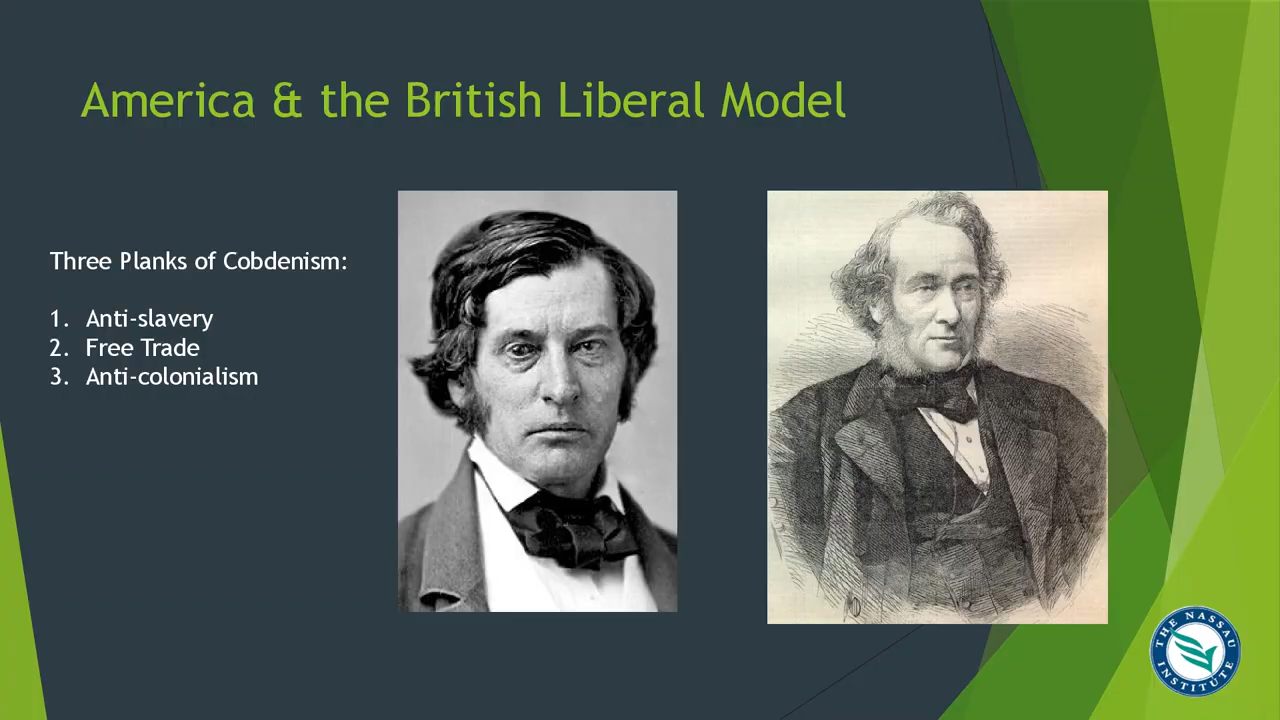 America & the British Liberal Model
Three Planks of Cobdenism:
1. Anti-slavery
2. Free Trade
3. Anti-colonialism
THE NASSAU
INSTITUTE